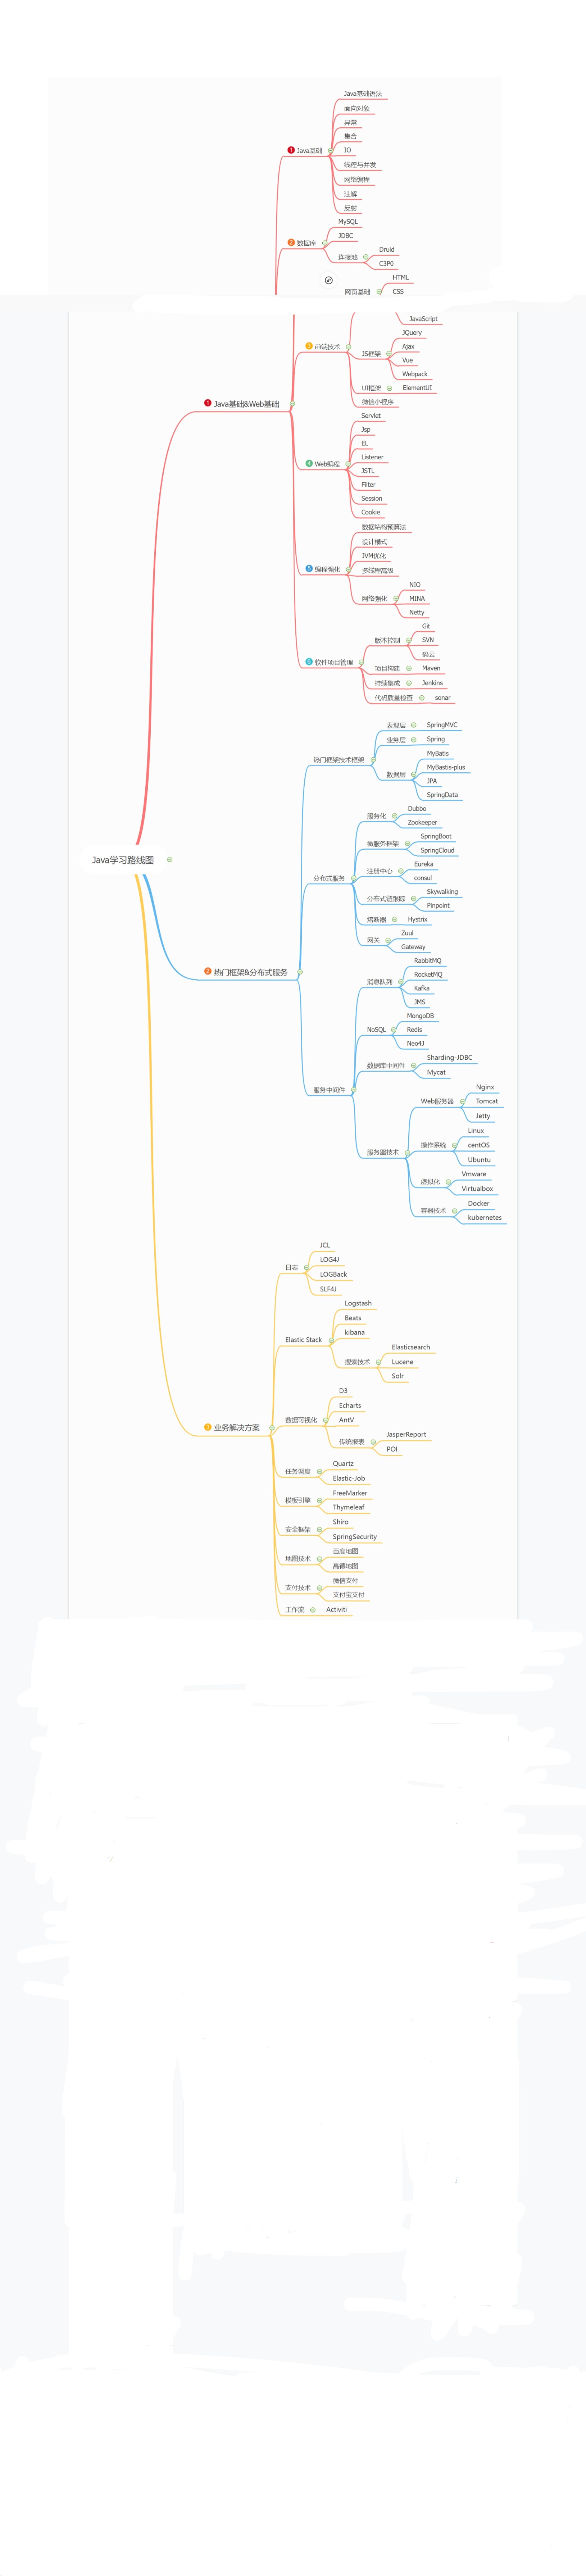 Java学习路线图
1 Java基础&Web基础
1 Java基础
Java基础语法
面向对象
异常
集合
IO
线程与并发
网络编程
注解
反射
2 数据库
MySQL
JDBC
连接池
Druid
C3P0
网页基础
HTML
CSS
JavaScript
3 前端技术
JS框架
JQuery
Ajax
Vue
Webpack
UI框架
ElementUI
微信小程序
4 Web编程
Servlet
Jsp
EL
Listener
JSTL
Filter
Session
Cookie
5 编程强化
数据结构预算法
设计模式
JVM优化
多线程高级
网络强化
NIO
MINA
Netty
6 软件项目管理
版本控制
Git
SVN
码云
项目构建
Maven
持续集成
Jenkins
代码质量检查
sonar
2 热门框架&分布式服务
热门框架技术框架
表现层
SpringMVC
业务层
Spring
数据层
MyBatis
MyBastis-plus
JPA
SpringData
分布式服务
服务化
Dubbo
Zookeeper
微服务框架
SpringBoot
SpringCloud
注册中心
Eureka
consul
分布式链跟踪
Skywalking
Pinpoint
熔断器
Hystrix
网关
Zuul
Gateway
服务中间件
消息队列
RabbitMQ
RocketMQ
Kafka
JMS
NoSQL
MongoDB
Redis
Neo4J
数据库中间件
Sharding-JDBC
Mycat
服务器技术
Web服务器
Nginx
Tomcat
Jetty
操作系统
Linux
centOS
Ubuntu
虚拟化
Vmware
Virtualbox
容器技术
Docker
kubernetes
3 业务解决方案
日志
JCL
LOG4J
LOGBack
SLF4J
Elastic Stack
Logstash
Beats
kibana
搜索技术
Elasticsearch
Lucene
Solr
数据可视化
D3
Echarts
AntV
传统报表
JasperReport
POI
任务调度
Quartz
Elastic-Job
模板引擎
FreeMarker
Thymeleaf
安全框架
Shiro
SpringSecurity
地图技术
百度地图
高德地图
支付技术
微信支付
支付宝支付
工作流
Activiti